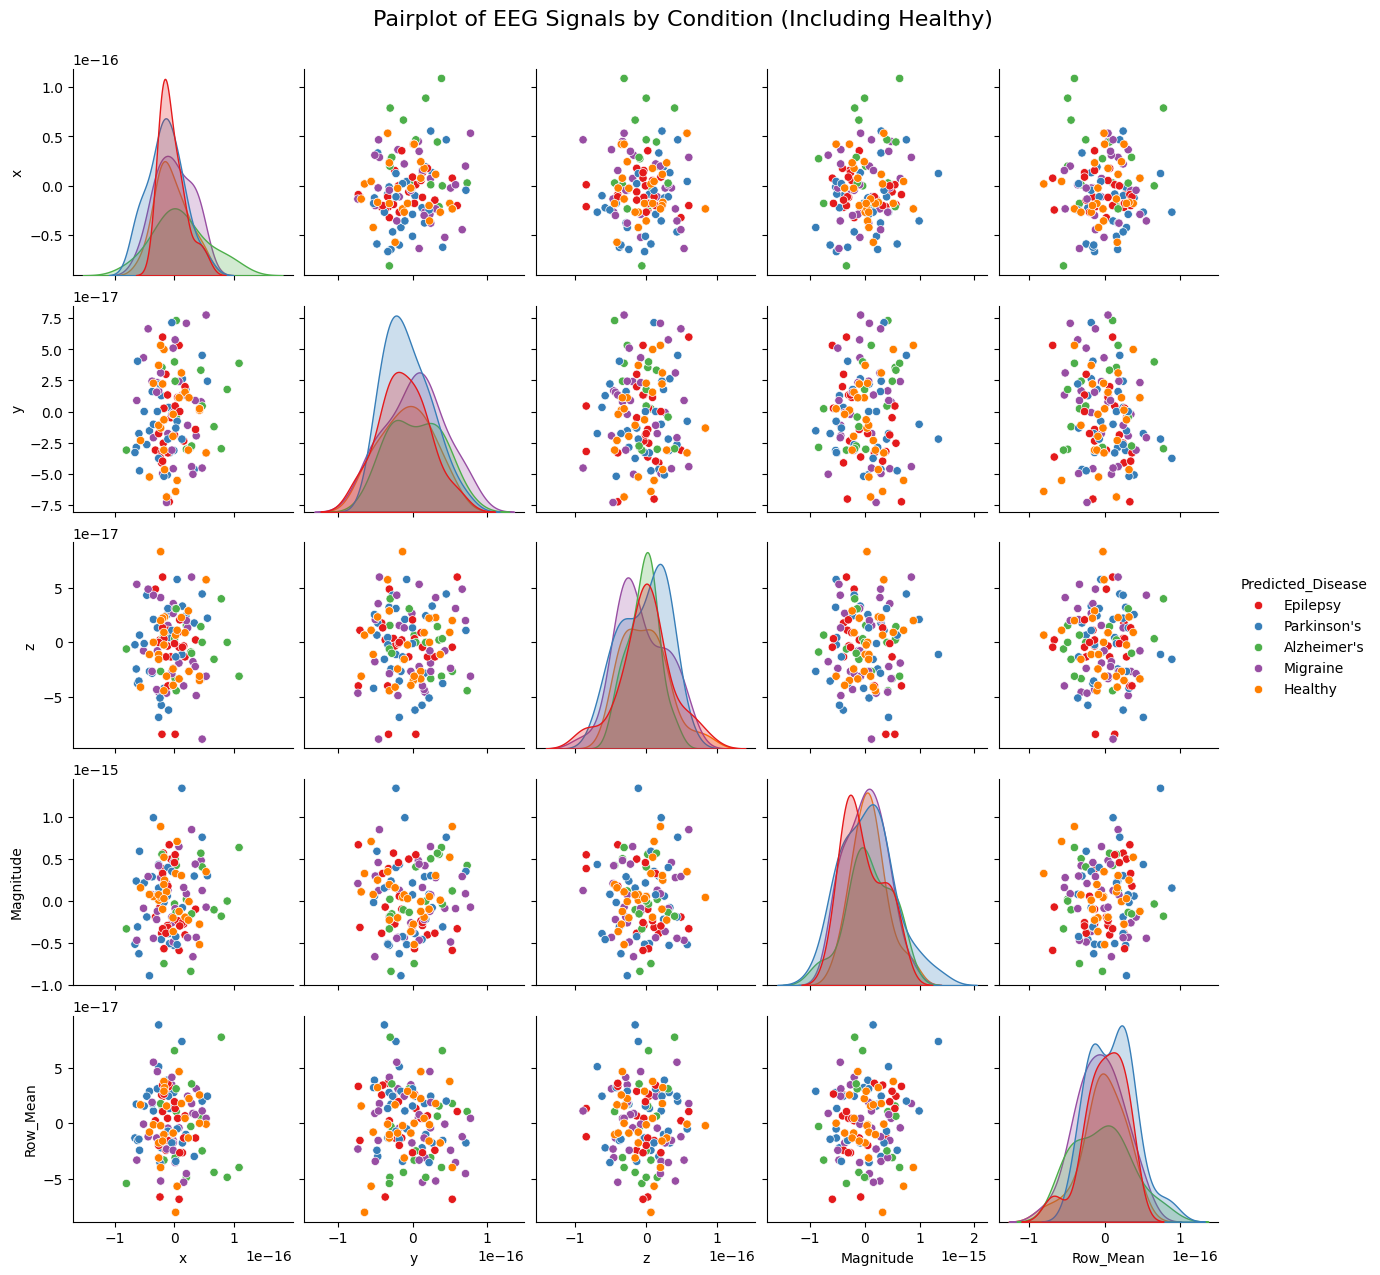 Pairplot of EEG Signals by Condition (Including Healthy)
1e−16
1.0
0.5
0.0
−0.5
x
1e−17
7.5
5.0
2.5
0.0
−2.5
−5.0
−7.5
y
1e−17
5
0
−5
z
Predicted_Disease
Epilepsy
Parkinson's
Alzheimer's
Migraine
Healthy
1e−15
1.0
0.5
0.0
−0.5
−1.0
Magnitude
1e−17
5
0
−5
Row_Mean
−1 0 1 −1 0 1 −1 0 1 −1 0 1 2 −1 0 1
1e−16 1e−16 1e−16 1e−15 1e−16
x y z Magnitude Row_Mean